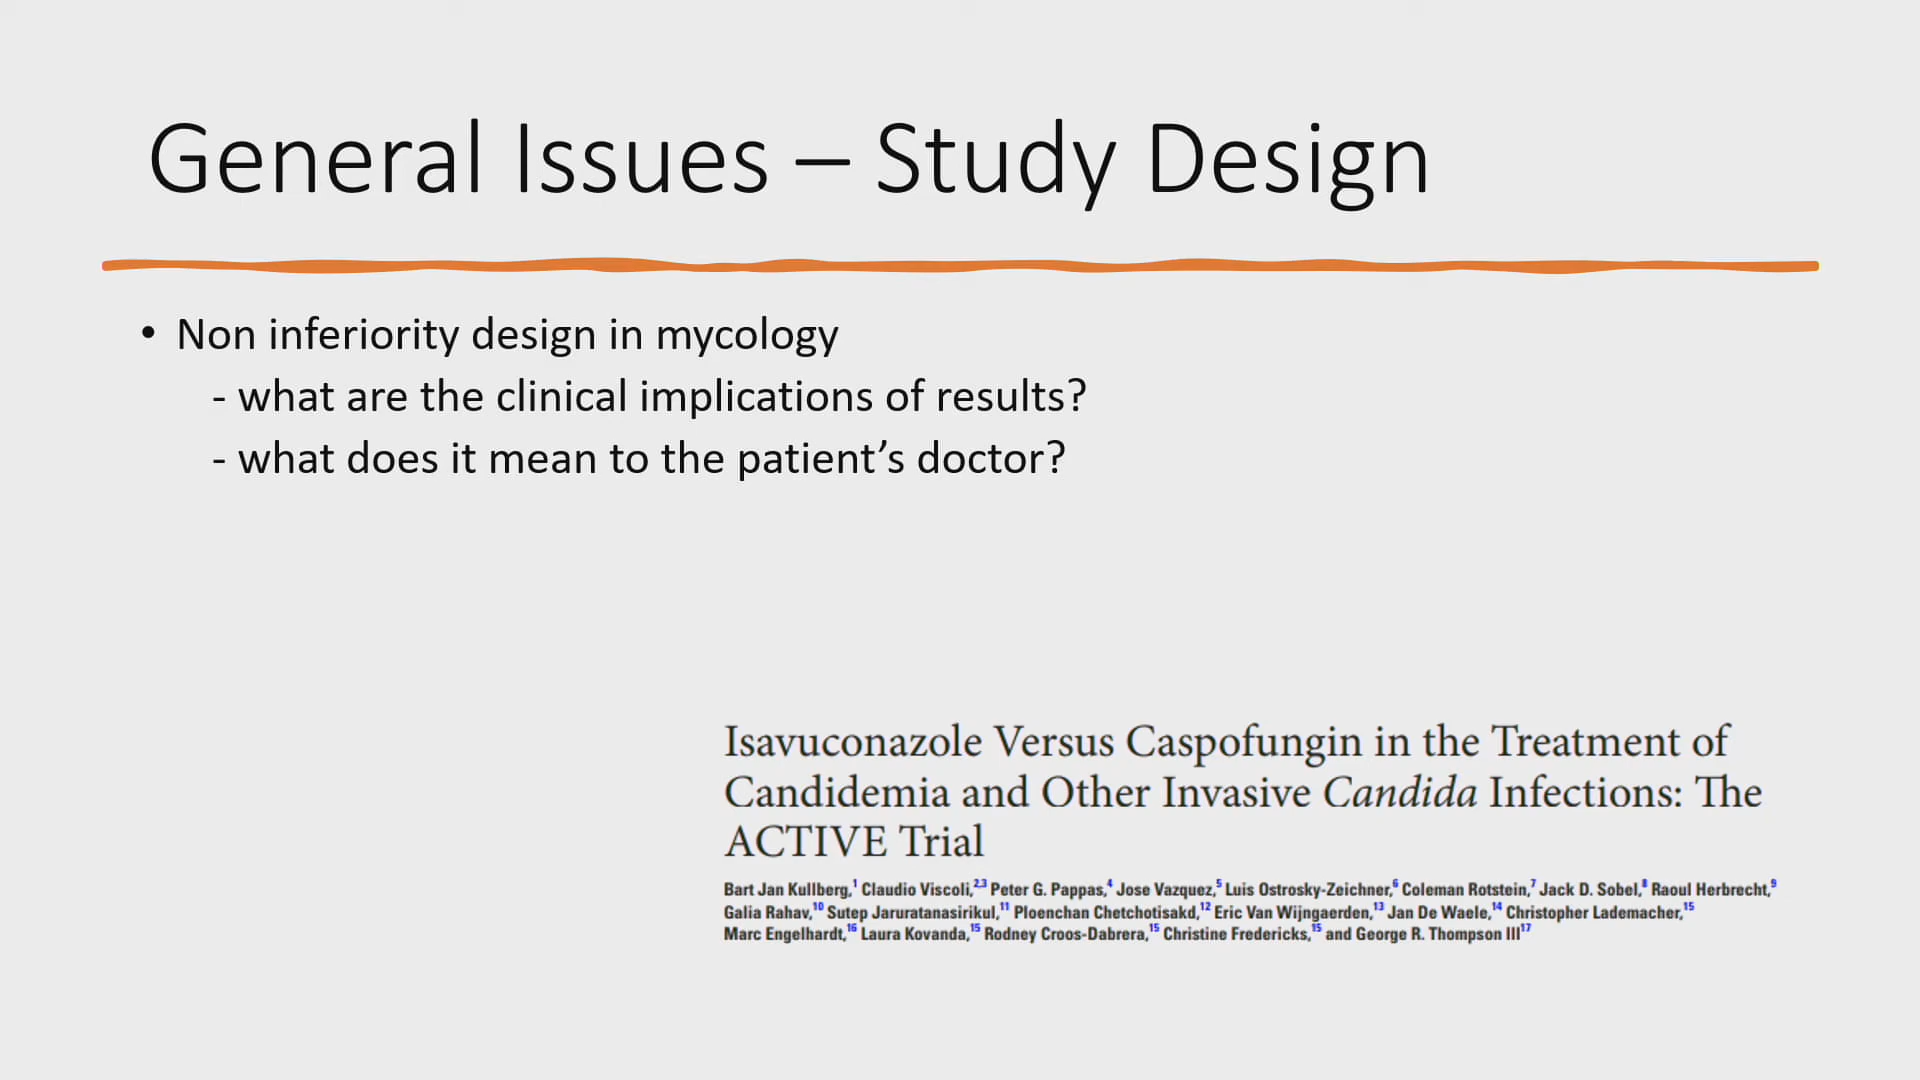 General Issues – Study Design
• Non inferiority design in mycology
- what are the clinical implications of results?
- what does it mean to the patient’s doctor?
Isavuconazole Versus Caspofungin in the Treatment of
Candidemia and Other Invasive Candida Infections: The
ACTIVE Trial
Bart Jan Kullberg,1 Claudio Viscoli,2,3 Peter G. Pappas,4 Jose Vazquez,5 Luis Ostrosky-Zeichner,6 Coleman Rotstein,7 Jack D. Sobel,8 Raoul Herbrecht,9
Galia Rahav,10 Sutep Jaruratanasirikul,11 Ploenchan Chetchotisakd,12 Eric Van Wijngaerden,13 Jan De Waele,14 Christopher Lademacher,15
Marc Engelhardt,16 Laura Kovanda,15 Rodney Croos-Dabrera,15 Christine Fredericks,15 and George R. Thompson III17